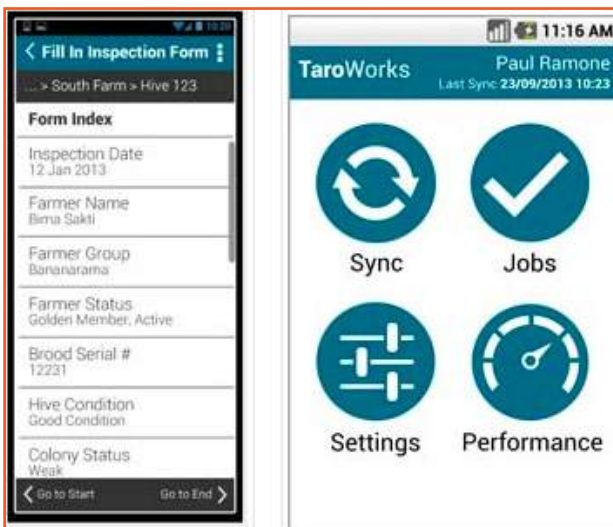 10:20
Fill In Inspection Form
... > South Farm > Hive 123
Form Index
Inspection Date
12 Jan 2013
Farmer Name
Bima Sakti
Farmer Group
Bananarama
Farmer Status
Golden Member, Active
Brood Serial #
12231
Hive Condition
Good Condition
Colony Status
Weak
Go to Start
Go to End
11:16 AM
TaroWorks
Paul Ramone
Last Sync 23/09/2013 10:23
Sync
Jobs
Settings
Performance